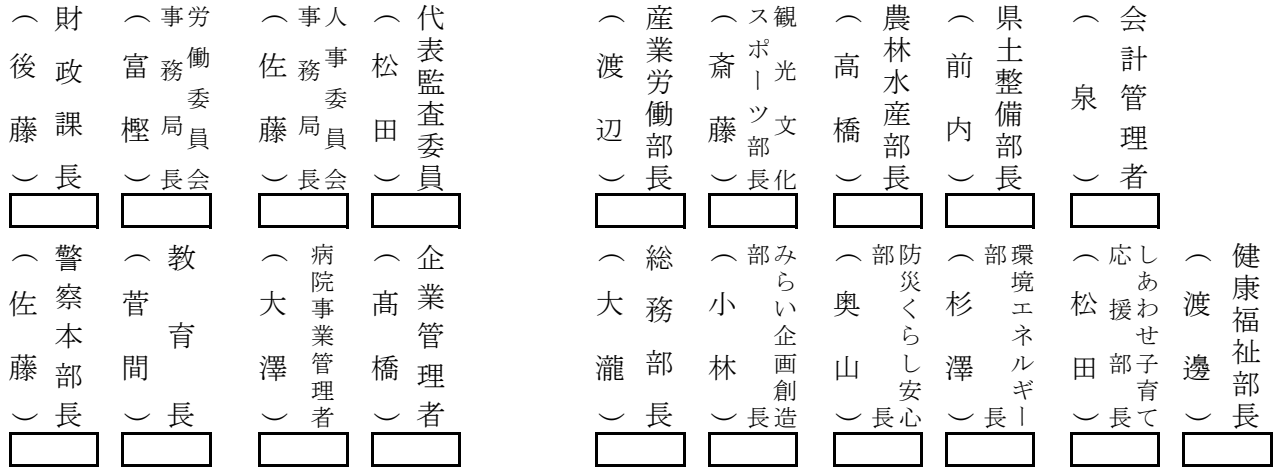 会計管理者
（泉）
県土整備部長
（前内）
農林水産部長
（高橋）
観光文化
スポーツ部長
（斎藤）
産業労働部長
（渡辺）
代表監査委員
（松田）
人事委員会
事務局長
（佐藤）
労働委員会
事務局長
（富樫）
財政課長
（後藤）
健康福祉部長
（渡邊）
しあわせ子育て
応援部長
（松田）
環境エネルギー
部長
（杉澤）
防災くらし安心
部長
（奥山）
みらい企画創造
部長
（小林）
総務部長
（大瀧）
企業管理者
（髙橋）
病院事業管理者
（大澤）
教育長
（菅間）
警察本部長
（佐藤）